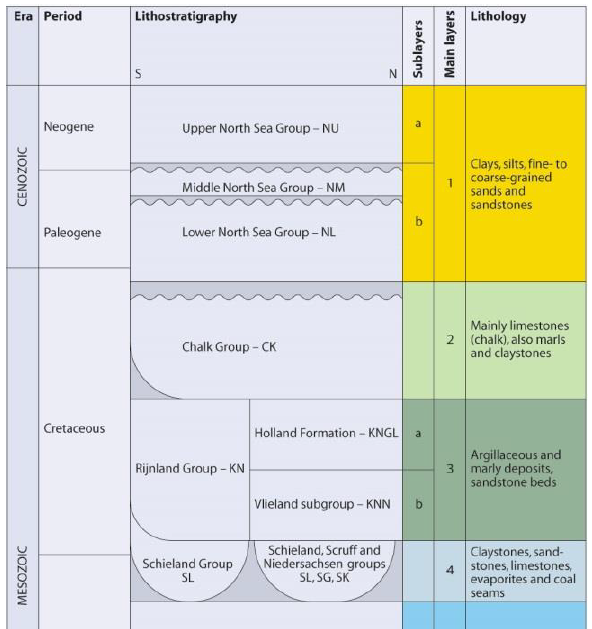 Era
Period
Lithostratigraphy
S
N
Sublayers
Main layers
Lithology
CENOZOIC
Neogene
Upper North Sea Group – NU
a
Middle North Sea Group – NM
1
Clays, silts, fine- to
coarse-grained
sands and
sandstones
Paleogene
Lower North Sea Group – NL
b
MESOZOIC
Cretaceous
Chalk Group – CK
2
Mainly limestones
(chalk), also marls
and claystones
Rijnland Group – KN
Holland Formation – KNGL
a
Vlieland subgroup – KNN
b
3
Argillaceous and
marly deposits,
sandstone beds
Schieland Group
SL
Schieland, Scruff and
Niedersachsen groups
SL, SG, SK
4
Claystones, sand-
stones, limestones,
evaporites and coal
seams